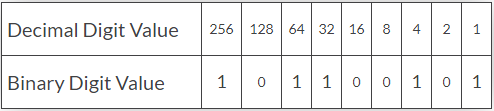 Decimal Digit Value 256 128 64 32 16 8 4 2 1
Binary Digit Value 1 0 1 1 0 0 1 0 1